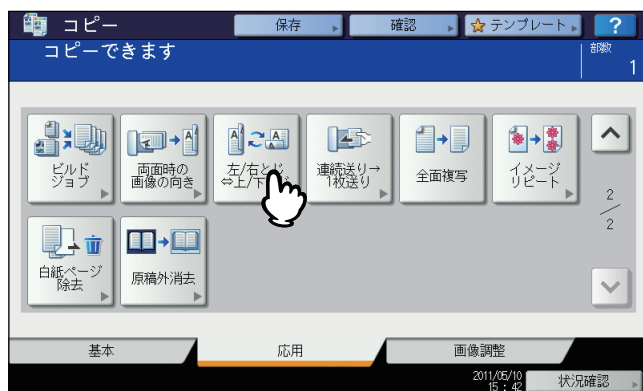 コピー
保存
確認
テンプレート
?
コピーできます
部数
1
ビルド
ジョブ
両面時の
画像の向き
左/右とじ
⇔上/下
連続送り→
1枚送り
全面複写
イメージ
リピート
2
2
白紙ページ
除去
原稿外消去
基本
応用
画像調整
2011/05/10
15:42
状況確認